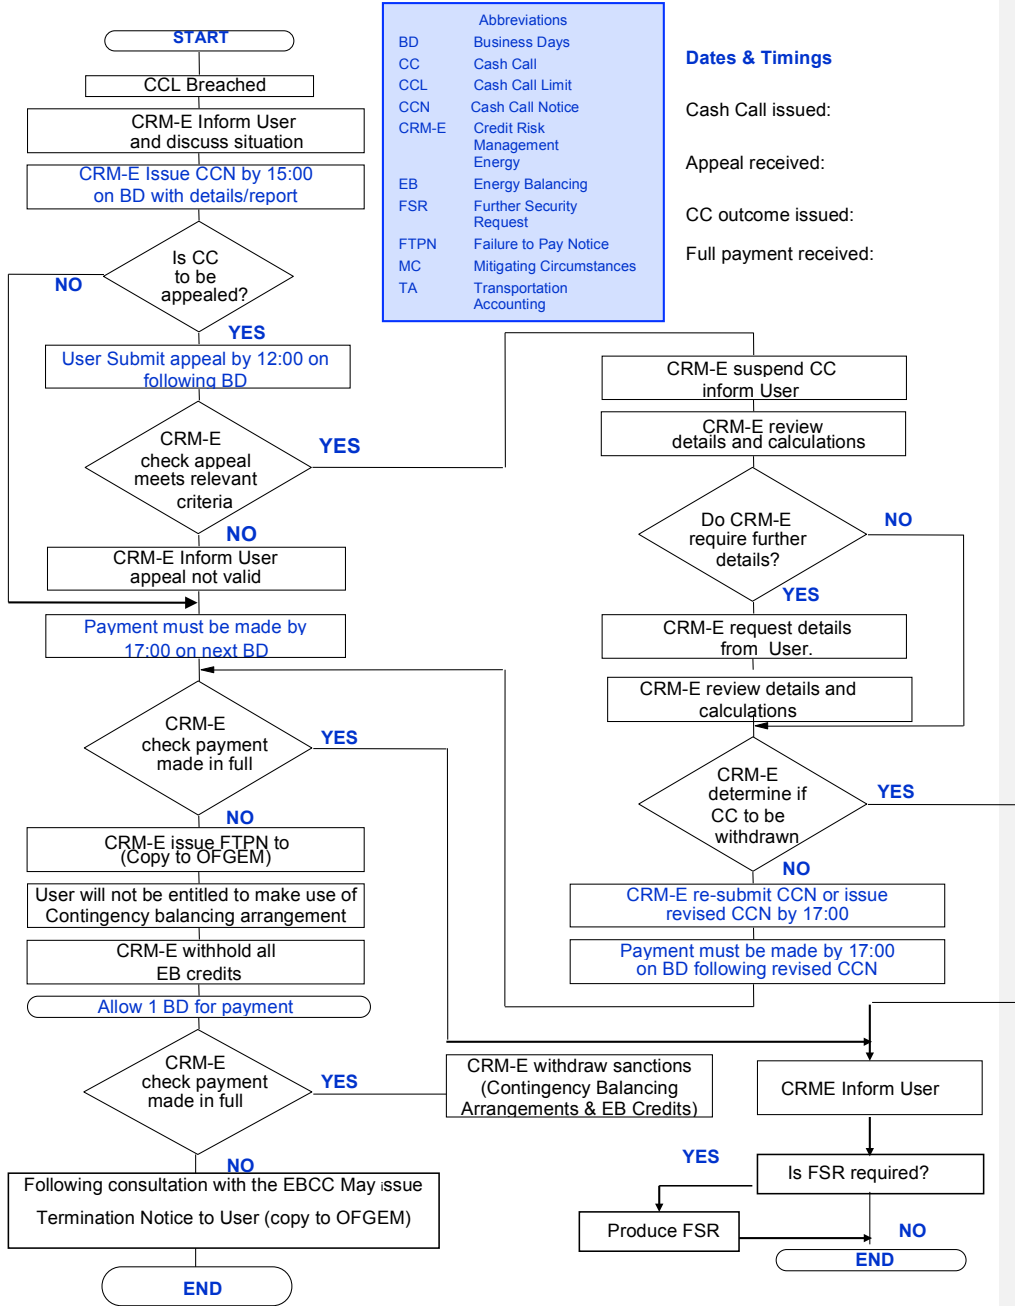 START
CCL Breached
CRM-E Inform User
and discuss situation
CRM-E Issue CCN by 15:00
on BD with details/report
Is CC
to be
appealed?
NO
YES
User Submit appeal by 12:00 on
following BD
CRM-E
check appeal
meets relevant
criteria
YES
NO
CRM-E Inform User
appeal not valid
Payment must be made by
17:00 on next BD
CRM-E
check payment
made in full
YES
NO
CRM-E issue FTPN to
(Copy to OFGEM)
User will not be entitled to make use of
Contingency balancing arrangement
CRM-E withhold all
EB credits
Allow 1 BD for payment
CRM-E
check payment
made in full
YES
NO
CRM-E withdraw sanctions
(Contingency Balancing
Arrangements & EB Credits)
Following consultation with the EBCC May issue
Termination Notice to User (copy to OFGEM)
END
Abbreviations
BD Business Days
CC Cash Call
CCL Cash Call Limit
CCN Cash Call Notice
CRM-E Credit Risk
Management
Energy
EB Energy Balancing
FSR Further Security
Request
FTPN Failure to Pay Notice
MC Mitigating Circumstances
TA Transportation
Accounting
Dates & Timings
Cash Call issued:
Appeal received:
CC outcome issued:
Full payment received:
CRM-E suspend CC
inform User
CRM-E review
details and calculations
Do CRM-E
require further
details?
NO
YES
CRM-E request details
from User.
CRM-E review details and
calculations
CRM-E
determine if
CC to be
withdrawn
YES
NO
CRM-E re-submit CCN or issue
revised CCN by 17:00
Payment must be made by 17:00
on BD following revised CCN
CRME Inform User
Is FSR required?
YES
Produce FSR
NO
END